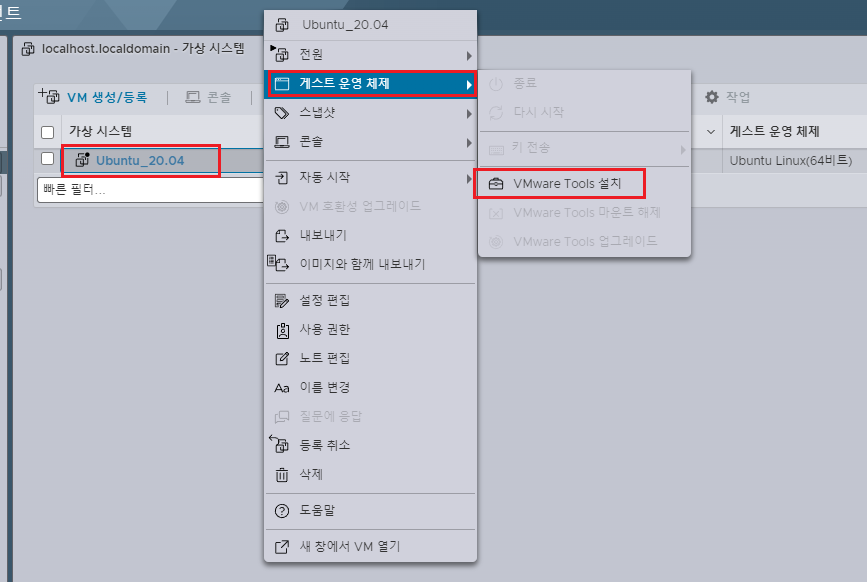 언트
localhost.localdomain - 가상 시스템
VM 생성/등록
콘솔
작업
가상 시스템
게스트 운영 체제
Ubuntu_20.04
Ubuntu Linux(64비트)
빠른 필터...
Ubuntu_20.04
전원
게스트 운영 체제
스냅샷
콘솔
자동 시작
VM 호환성 업그레이드
내보내기
이미지와 함께 내보내기
설정 편집
사용 권한
노트 편집
Aa 이름 변경
질문에 응답
등록 취소
삭제
도움말
새 창에서 VM 열기
종료
다시 시작
키 전송
VMware Tools 설치
VMware Tools 마운트 해제
VMware Tools 업그레이드